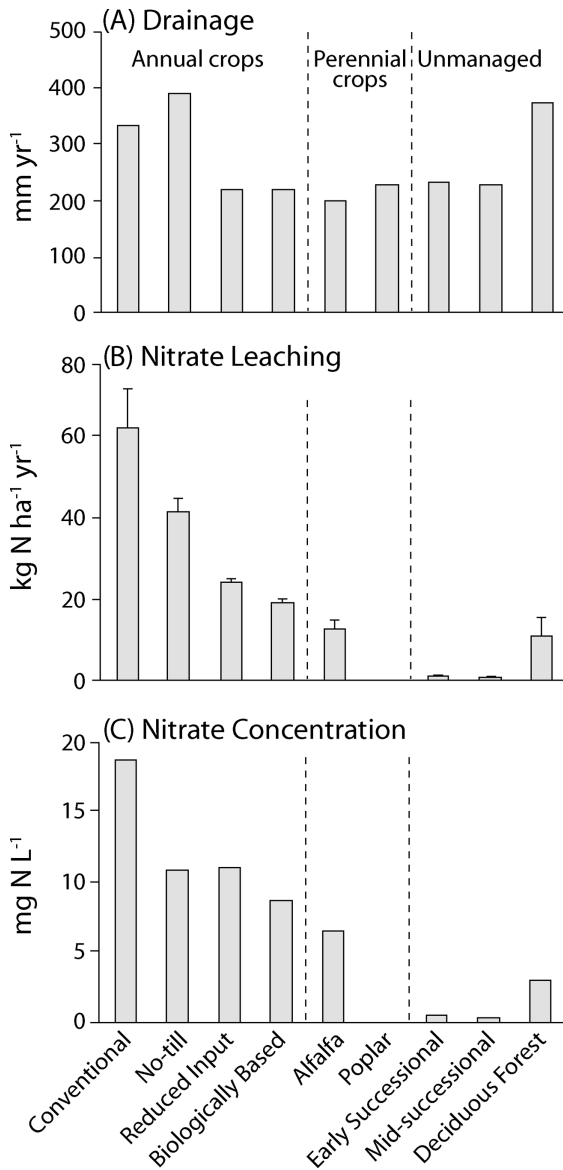 (A) Drainage
500
400
300
200
100
0
mm yr-1
Annual crops
Perennial
crops
Unmanaged
(B) Nitrate Leaching
80
60
40
20
0
kg N ha-1 yr-1
(C) Nitrate Concentration
20
15
10
5
0
mg N L-1
Conventional
No-till
Reduced Input
Biologically Based
Alfalfa
Poplar
Early Successional
Mid-successional
Deciduous Forest